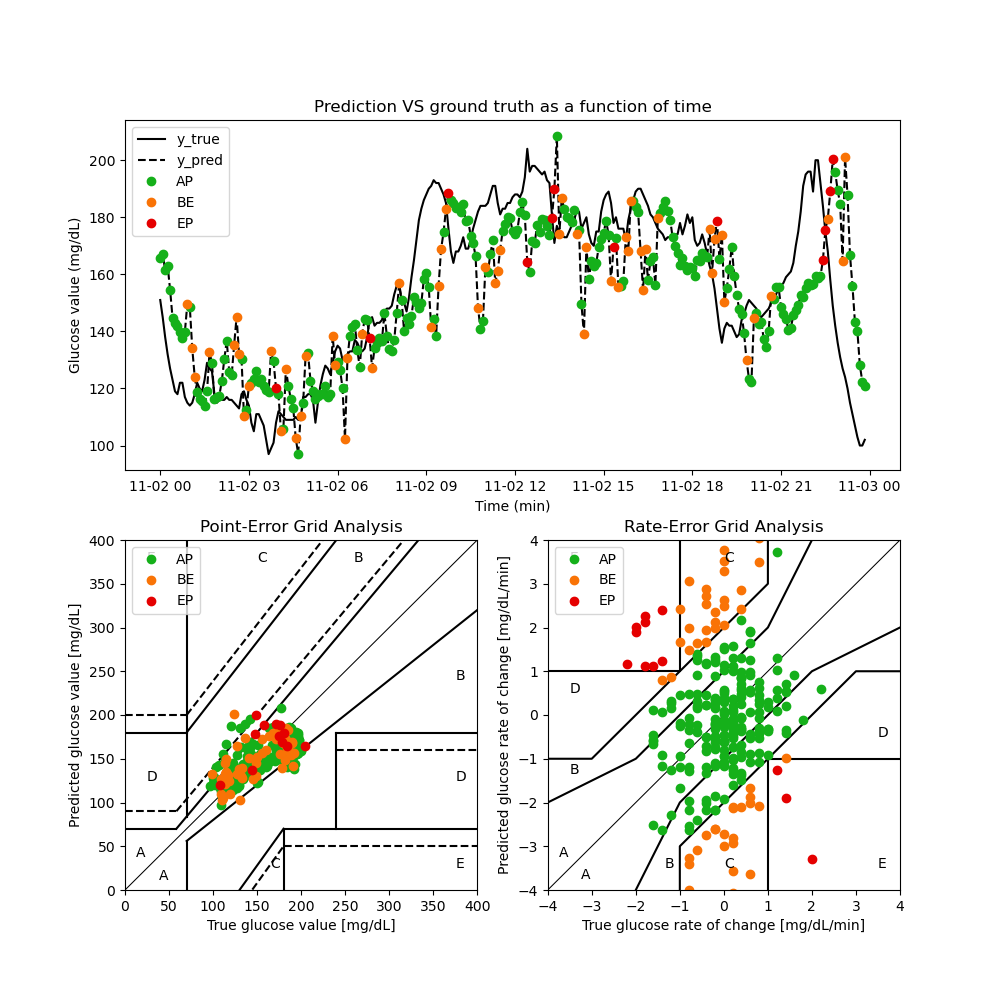 Prediction VS ground truth as a function of time
Glucose value (mg/dL)
200
180
160
140
120
100
y_true
y_pred
AP
BE
EP
11-02 00 11-02 03 11-02 06 11-02 09 11-02 12 11-02 15 11-02 18 11-02 21 11-03 00
Time (min)
Point-Error Grid Analysis
Predicted glucose value [mg/dL]
400
350
300
250
200
150
100
50
0
AP
BE
EP
C B
B
D D
A
A C E
0 50 100 150 200 250 300 350 400
True glucose value [mg/dL]
Rate-Error Grid Analysis
Predicted glucose rate of change [mg/dL/min]
4
3
2
1
0
−1
−2
−3
−4
AP
BE
EP
C
D
D
B
A
A B C E
−4 −3 −2 −1 0 1 2 3 4
True glucose rate of change [mg/dL/min]